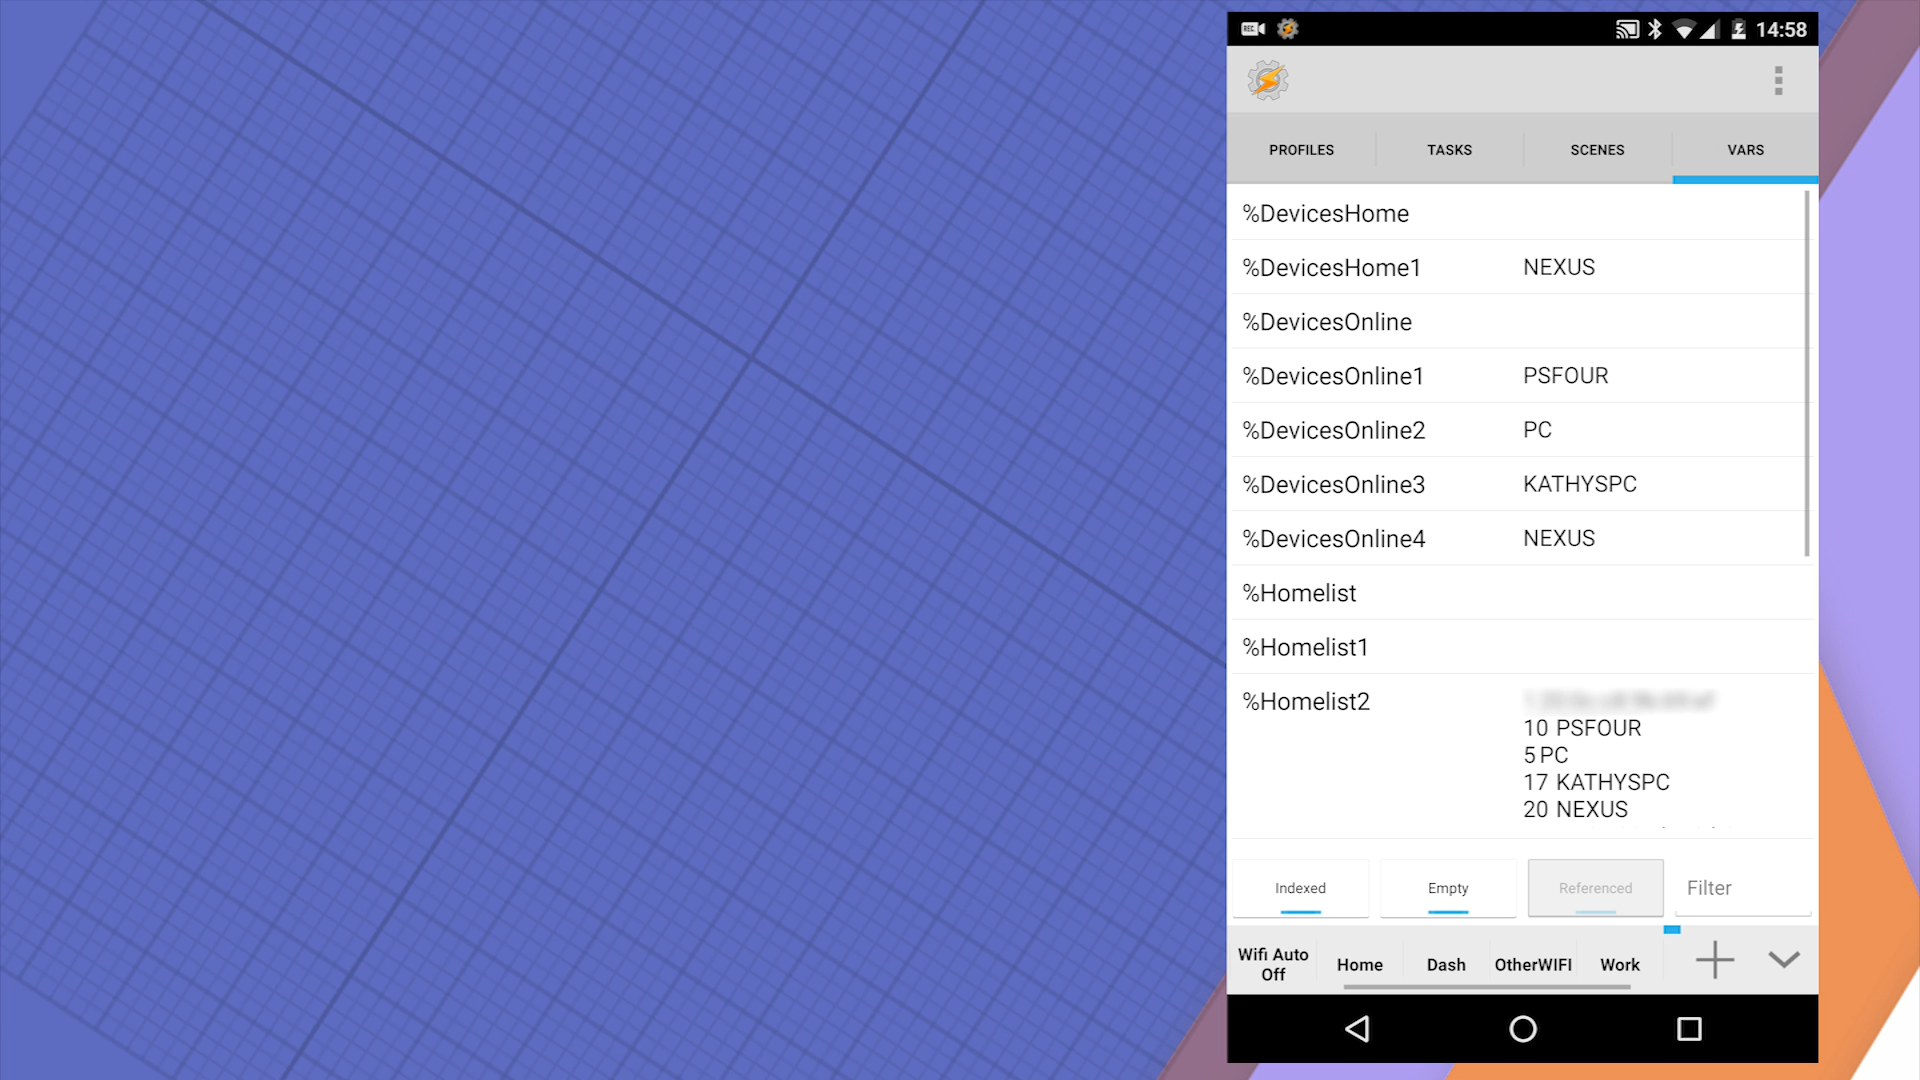 REC
14:58
PROFILES TASKS SCENES VARS
%DevicesHome
%DevicesHome1 NEXUS
%DevicesOnline
%DevicesOnline1 PSFOUR
%DevicesOnline2 PC
%DevicesOnline3 KATHYSPC
%DevicesOnline4 NEXUS
%Homelist
%Homelist1
%Homelist2
10 PSFOUR
5 PC
17 KATHYSPC
20 NEXUS
Indexed Empty Referenced Filter
Wifi Auto
Off
Home Dash OtherWIFI Work